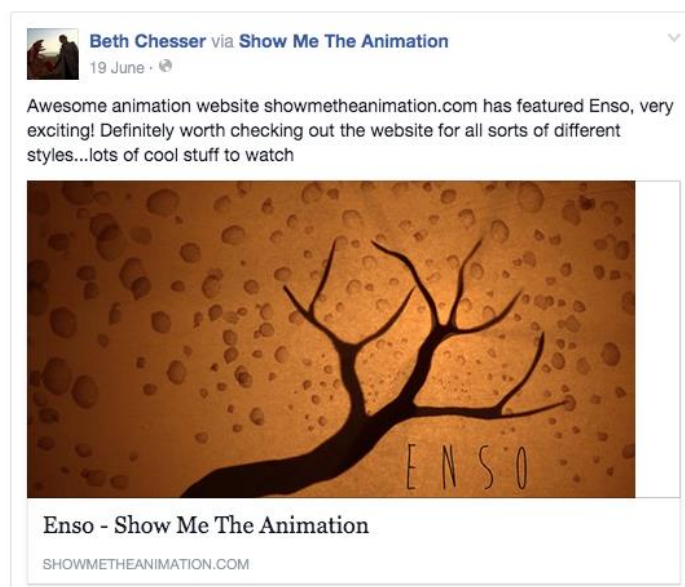 Beth Chesser via Show Me The Animation
19 June ·
Awesome animation website showmetheanimation.com has featured Enso, very
exciting! Definitely worth checking out the website for all sorts of different
styles...lots of cool stuff to watch
ENSO
Enso - Show Me The Animation
SHOWMETHEANIMATION.COM